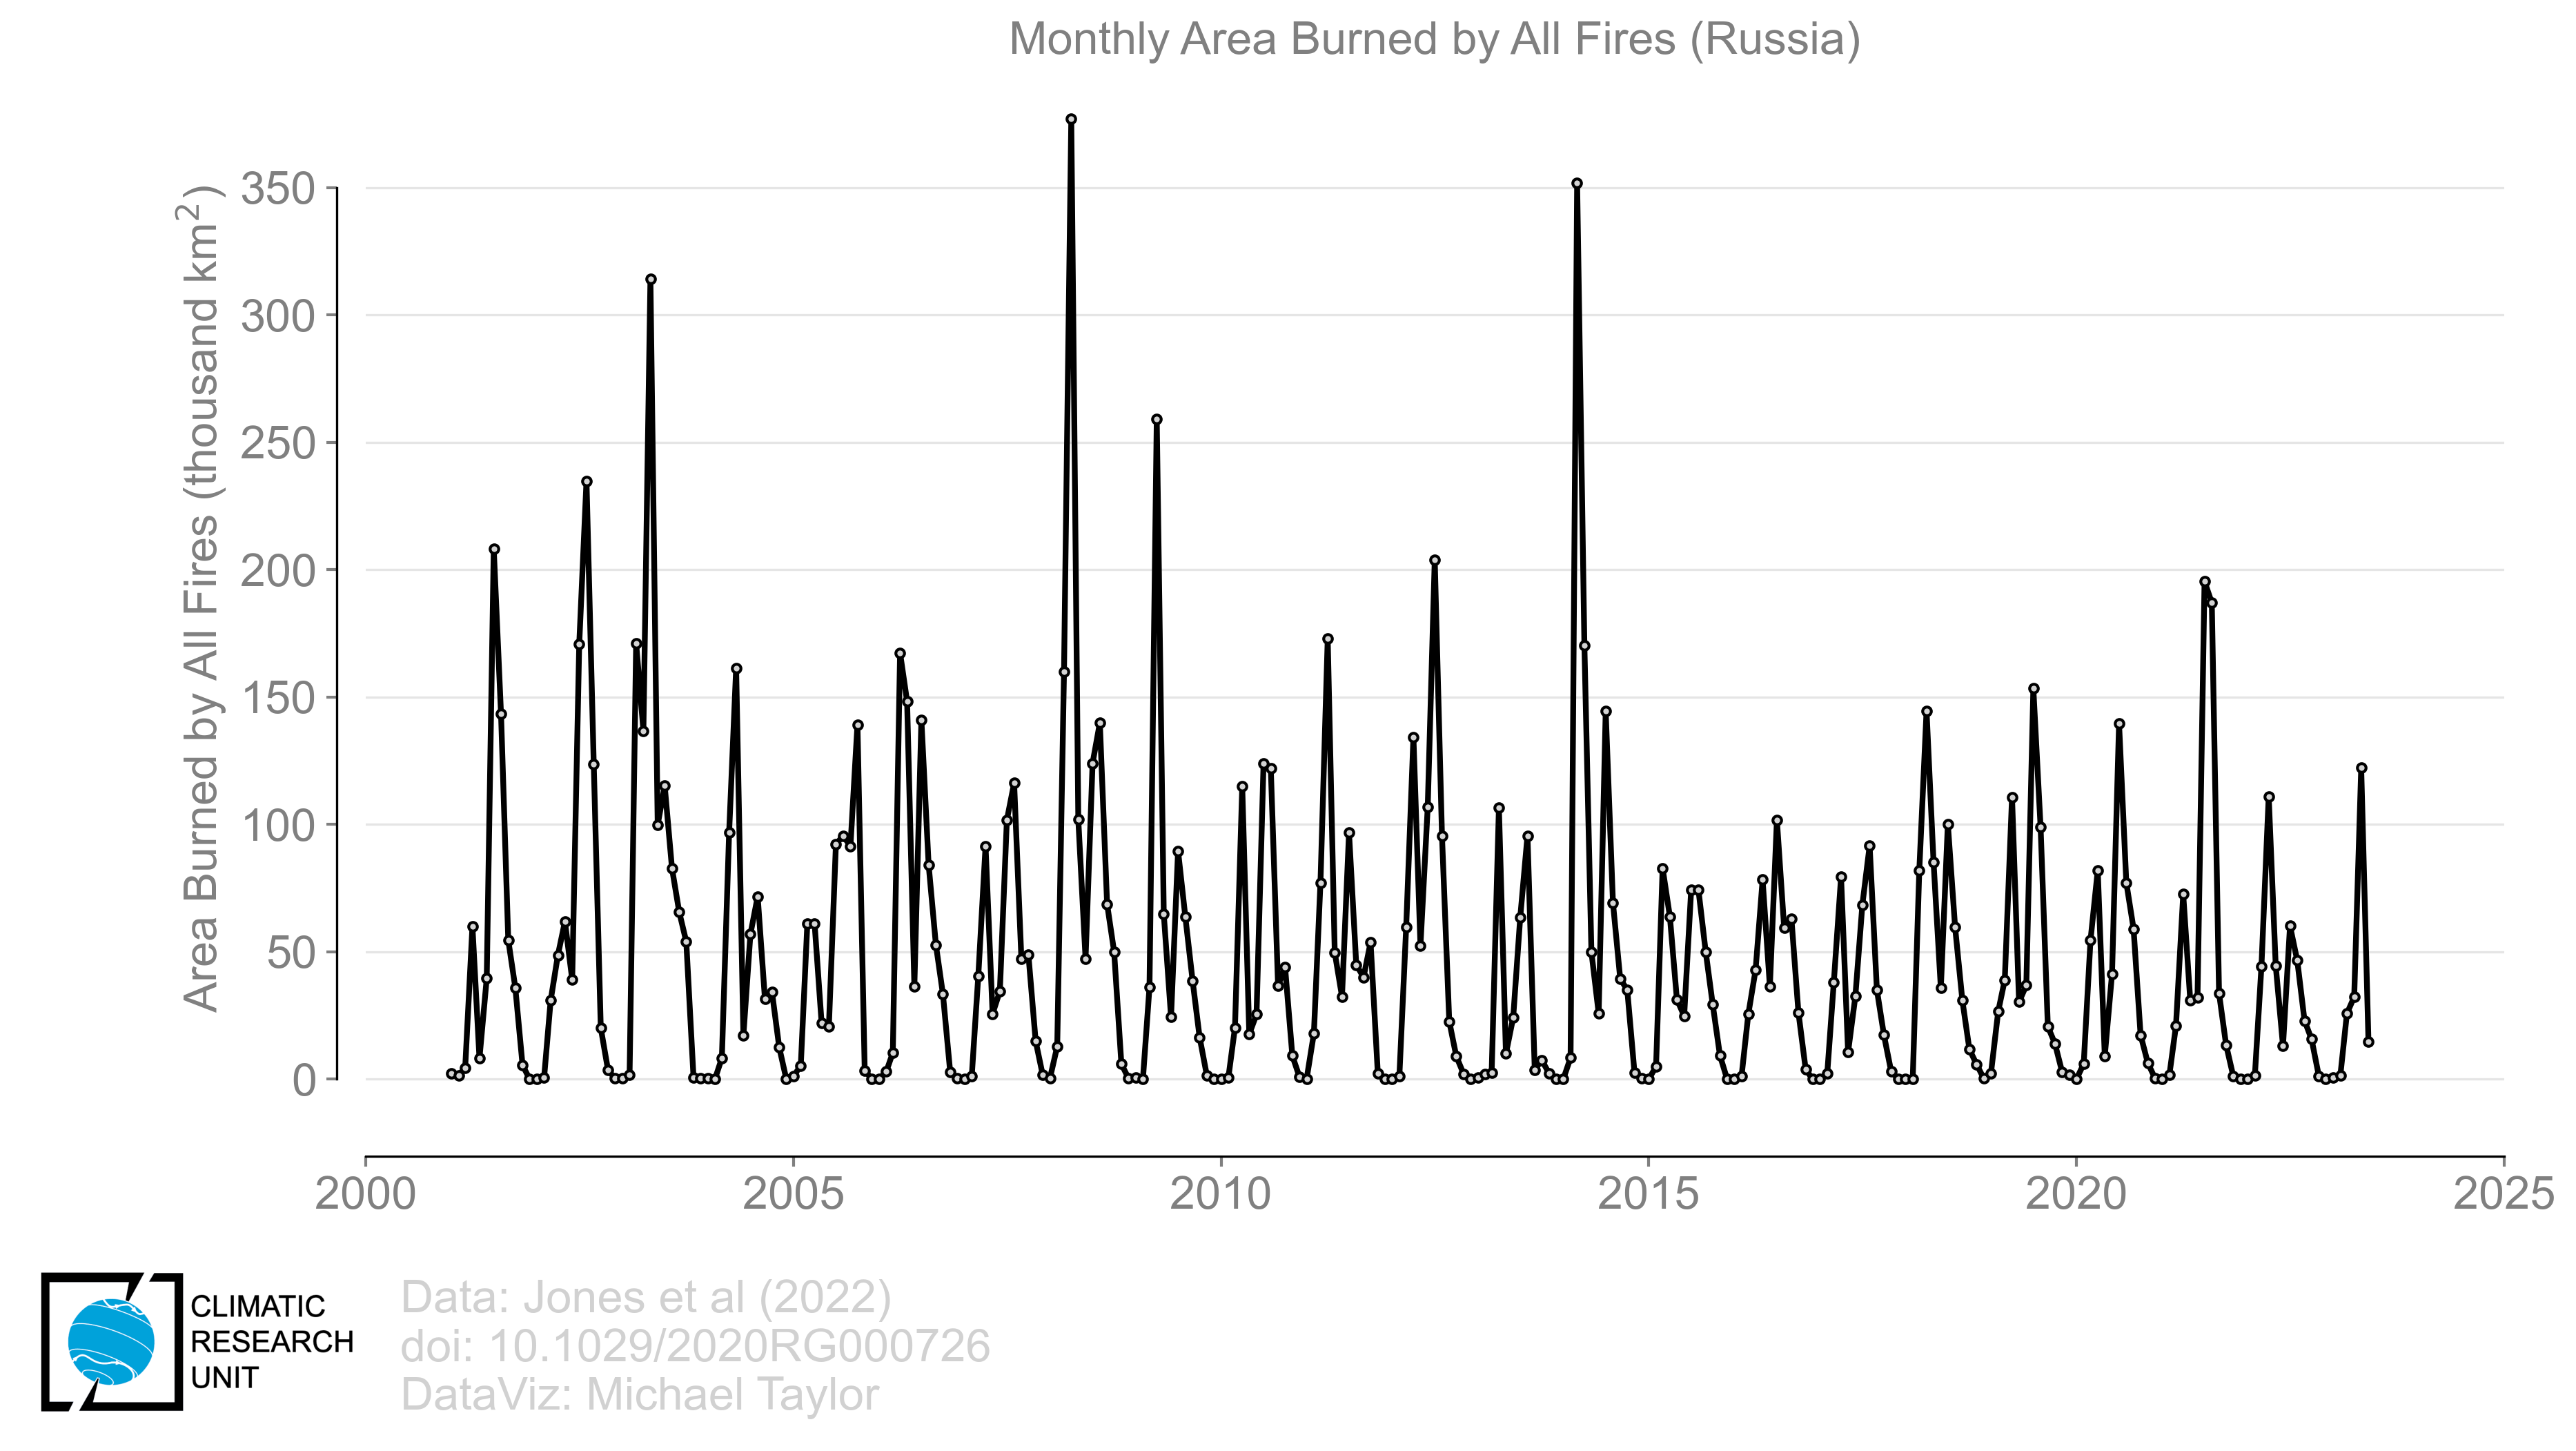 Monthly Area Burned by All Fires (Russia)
Area Burned by All Fires (thousand km²)
350
300
250
200
150
100
50
0
2000 2005 2010 2015 2020 2025
CLIMATIC
RESEARCH
UNIT
Data: Jones et al (2022)
doi: 10.1029/2020RG000726
DataViz: Michael Taylor